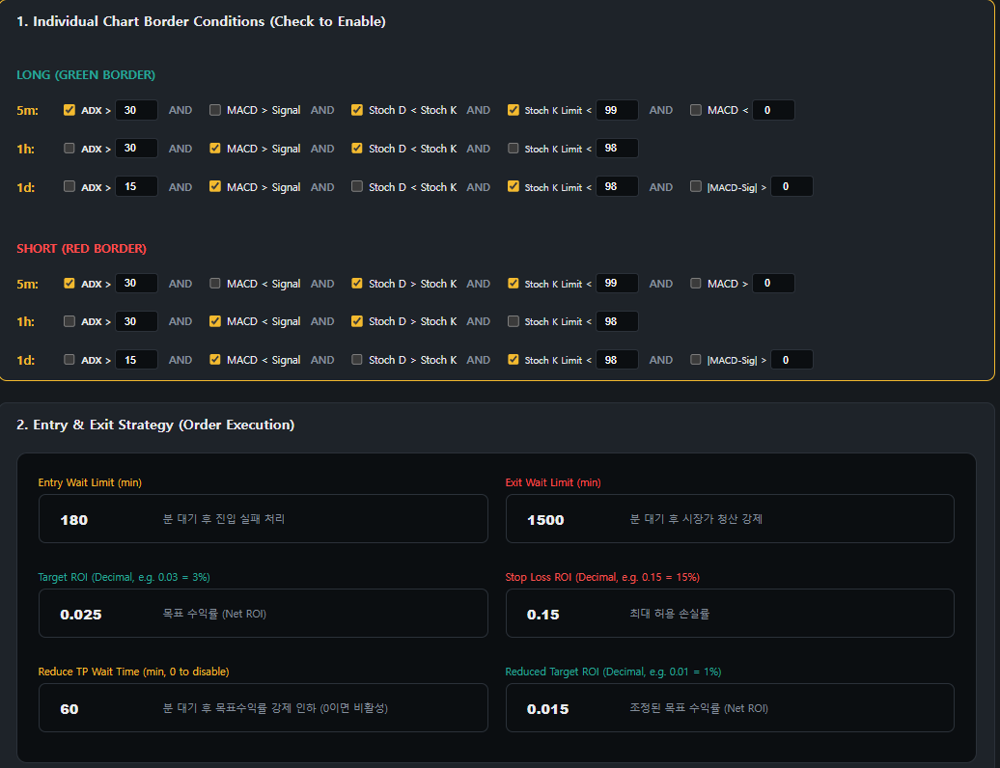 1. Individual Chart Border Conditions (Check to Enable)
LONG (GREEN BORDER)
5m: ADX > 30 AND MACD > Signal AND Stoch D < Stoch K AND Stoch K Limit < 99 AND MACD < 0
1h: ADX > 30 AND MACD > Signal AND Stoch D < Stoch K AND Stoch K Limit < 98
1d: ADX > 15 AND MACD > Signal AND Stoch D < Stoch K AND Stoch K Limit < 98 AND |MACD-Sig| > 0
SHORT (RED BORDER)
5m: ADX > 30 AND MACD < Signal AND Stoch D > Stoch K AND Stoch K Limit < 99 AND MACD > 0
1h: ADX > 30 AND MACD < Signal AND Stoch D > Stoch K AND Stoch K Limit < 98
1d: ADX > 15 AND MACD < Signal AND Stoch D > Stoch K AND Stoch K Limit < 98 AND |MACD-Sig| > 0
2. Entry & Exit Strategy (Order Execution)
Entry Wait Limit (min)
180 분 대기 후 진입 실패 처리
Exit Wait Limit (min)
1500 분 대기 후 시장가 청산 강제
Target ROI (Decimal, e.g. 0.03 = 3%)
0.025 목표 수익률 (Net ROI)
Stop Loss ROI (Decimal, e.g. 0.15 = 15%)
0.15 최대 허용 손실률
Reduce TP Wait Time (min, 0 to disable)
60 분 대기 후 목표수익률 강제 인하 (0이면 비활성)
Reduced Target ROI (Decimal, e.g. 0.01 = 1%)
0.015 조정된 목표 수익률 (Net ROI)